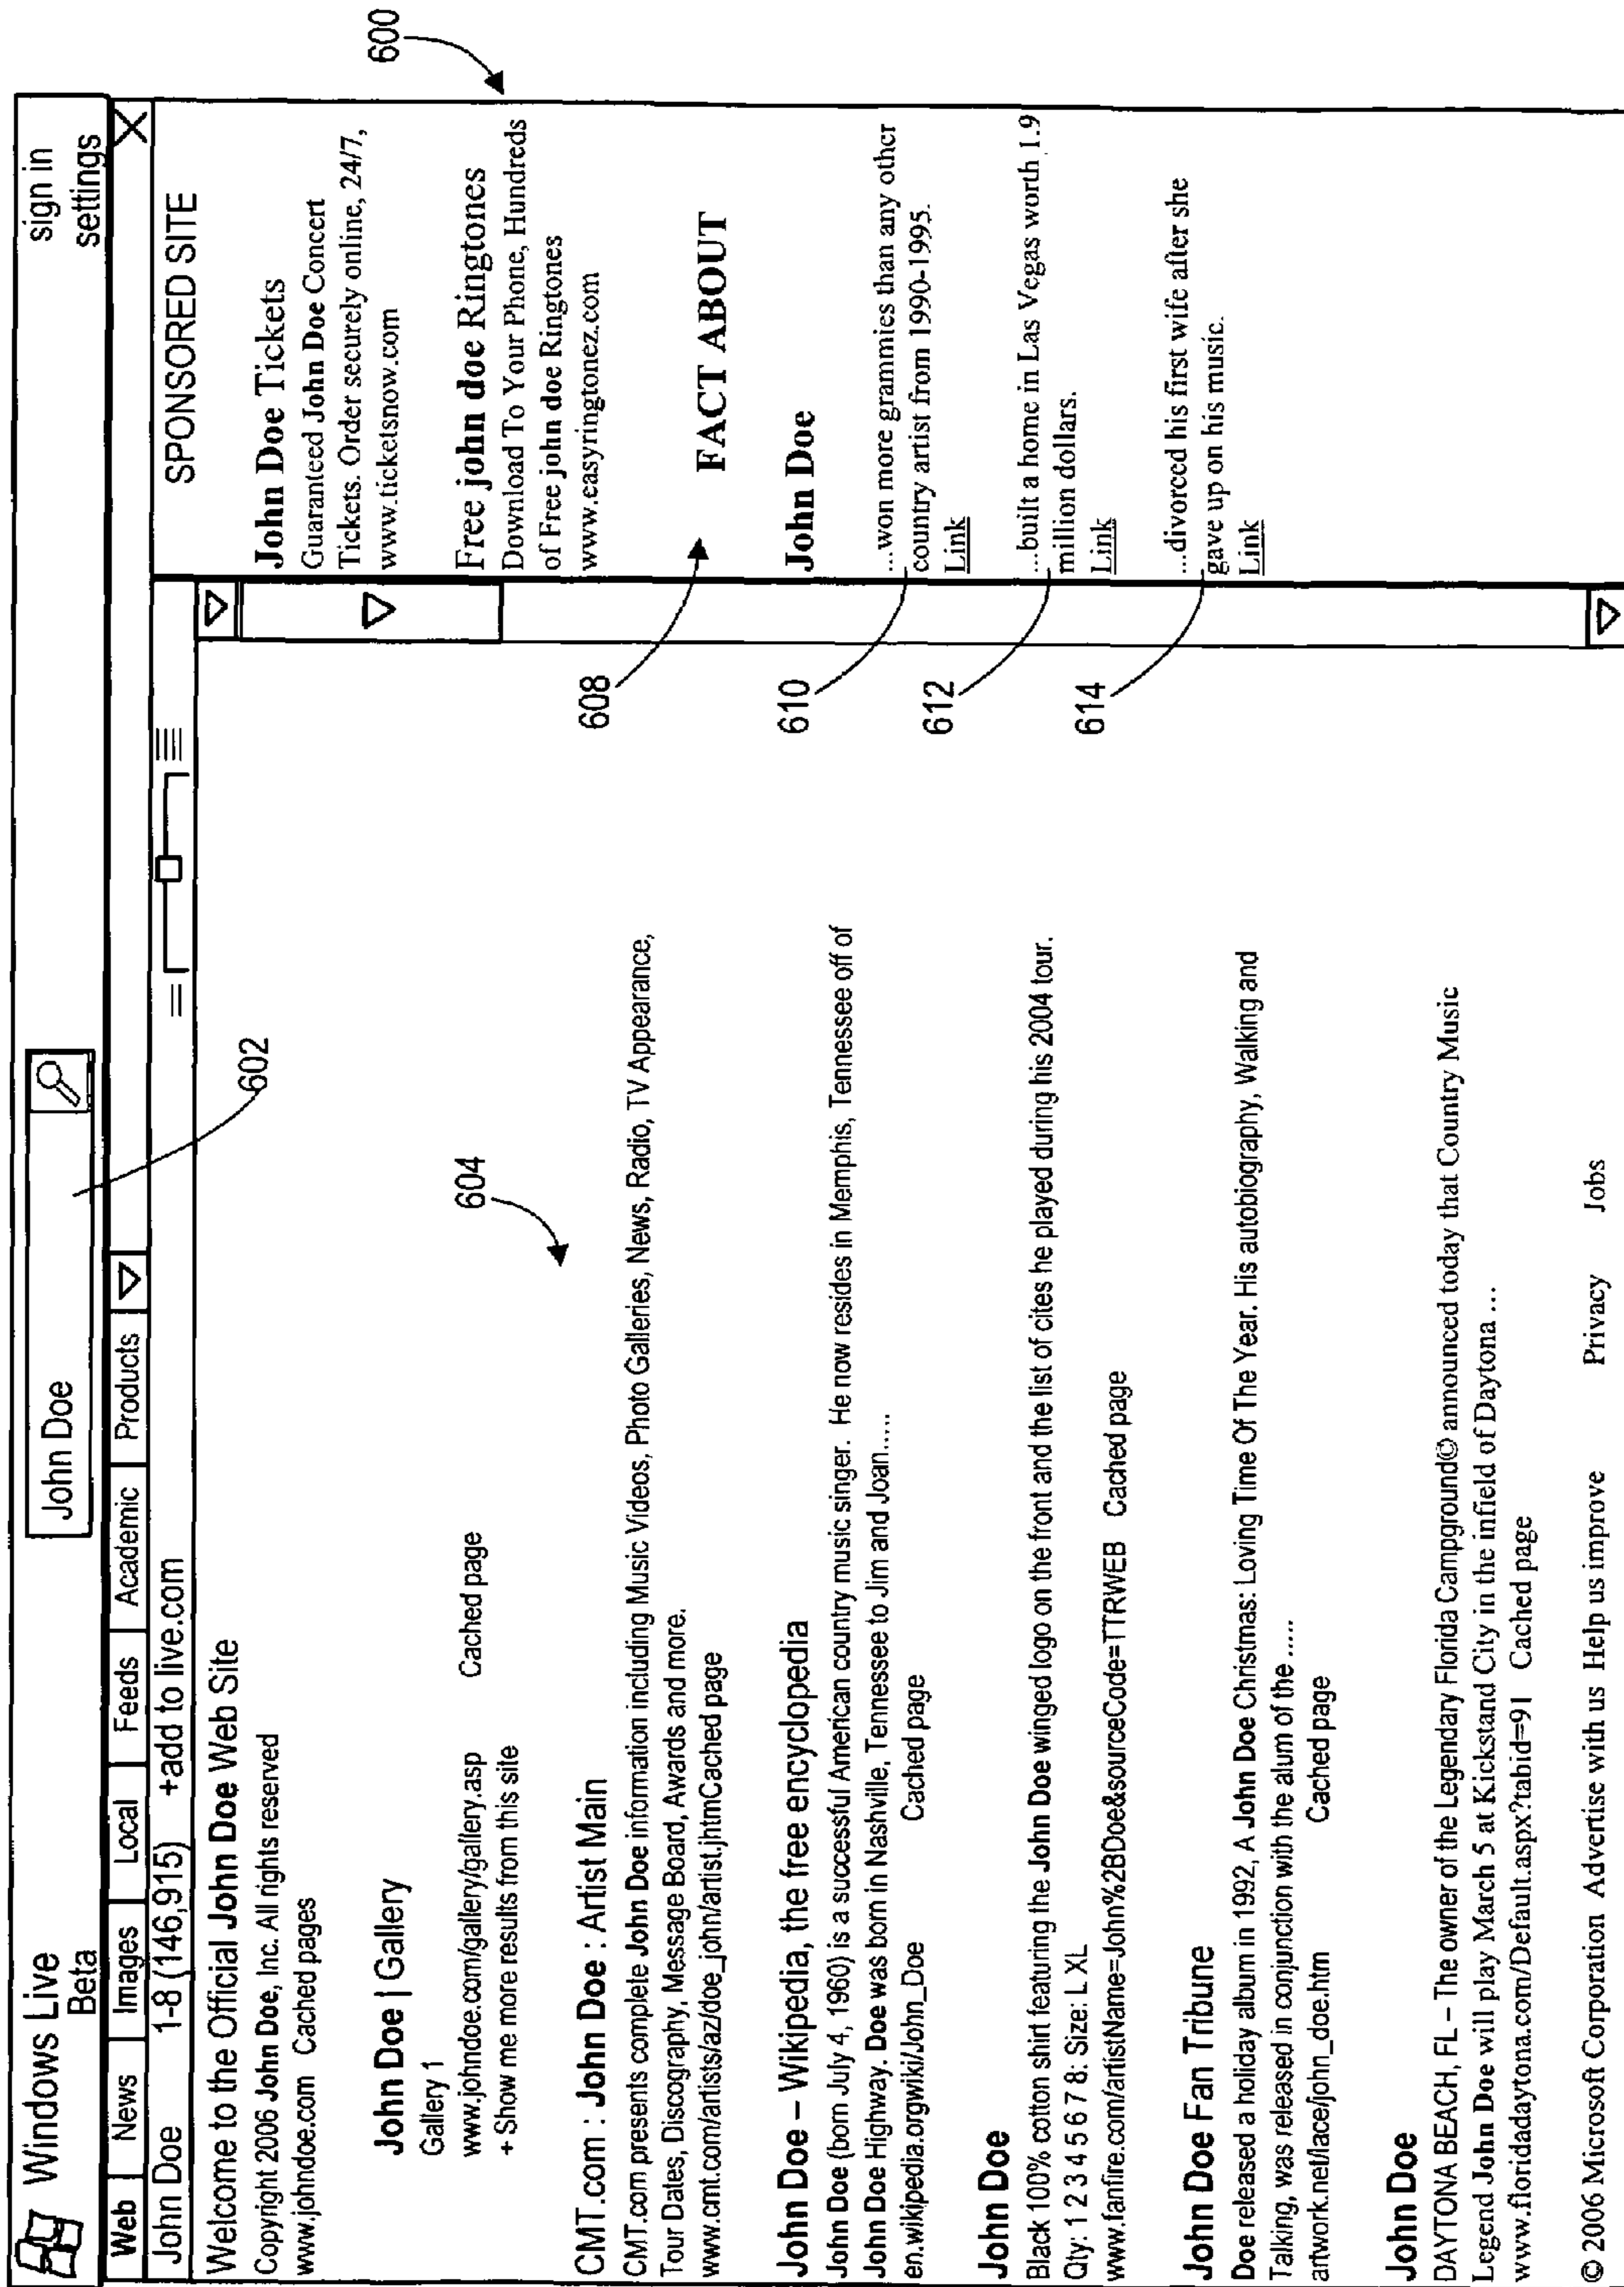 Windows Live
Beta
John Doe
sign in
settings
Web News Images Local Feeds Academic Products
John Doe 1-8 (146,915) +add to live.com
602
Welcome to the Official John Doe Web Site
Copyright 2006 John Doe, Inc. All rights reserved
www.johndoe.com Cached pages
John Doe | Gallery
Gallery 1
www.johndoe.com/gallery/gallery.asp Cached page
+ Show me more results from this site
604
CMT.com : John Doe : Artist Main
CMT.com presents complete John Doe information including Music Videos, Photo Galleries, News, Radio, TV Appearance,
Tour Dates, Discography, Message Board, Awards and more.
www.cmt.com/artists/az/doe_john/artist.jhtmCached page
John Doe – Wikipedia, the free encyclopedia
John Doe (born July 4, 1960) is a successful American country music singer. He now resides in Memphis, Tennessee off of
John Doe Highway. Doe was born in Nashville, Tennessee to Jim and Joan.....
en.wikipedia.orgwiki/John_Doe Cached page
John Doe
Black 100% cotton shirt featuring the John Doe winged logo on the front and the list of cites he played during his 2004 tour.
Qty: 1 2 3 4 5 6 7 8: Size: L XL
www.fanfire.com/artistName=John%2BDoe&sourceCode=TTRWEB Cached page
John Doe Fan Tribune
Doe released a holiday album in 1992, A John Doe Christmas: Loving Time Of The Year. His autobiography, Walking and
Talking, was released in conjunction with the alum of the .....
artwork.net/lace/john_doe.htm Cached page
John Doe
DAYTONA BEACH, FL – The owner of the Legendary Florida Campground© announced today that Country Music
Legend John Doe will play March 5 at Kickstand City in the infield of Daytona ...
www.floridadaytona.com/Default.aspx?tabid=91 Cached page
© 2006 Microsoft Corporation Advertise with us Help us improve Privacy Jobs
SPONSORED SITE
John Doe Tickets
Guaranteed John Doe Concert
Tickets. Order securely online, 24/7,
www.ticketsnow.com
Free john doe Ringtones
Download To Your Phone, Hundreds
of Free john doe Ringtones
www.easyringtonez.com
608
FACT ABOUT
John Doe
610
...won more grammies than any other
country artist from 1990-1995.
Link
612
...built a home in Las Vegas worth 1.9
million dollars.
Link
614
...divorced his first wife after she
gave up on his music.
Link
600